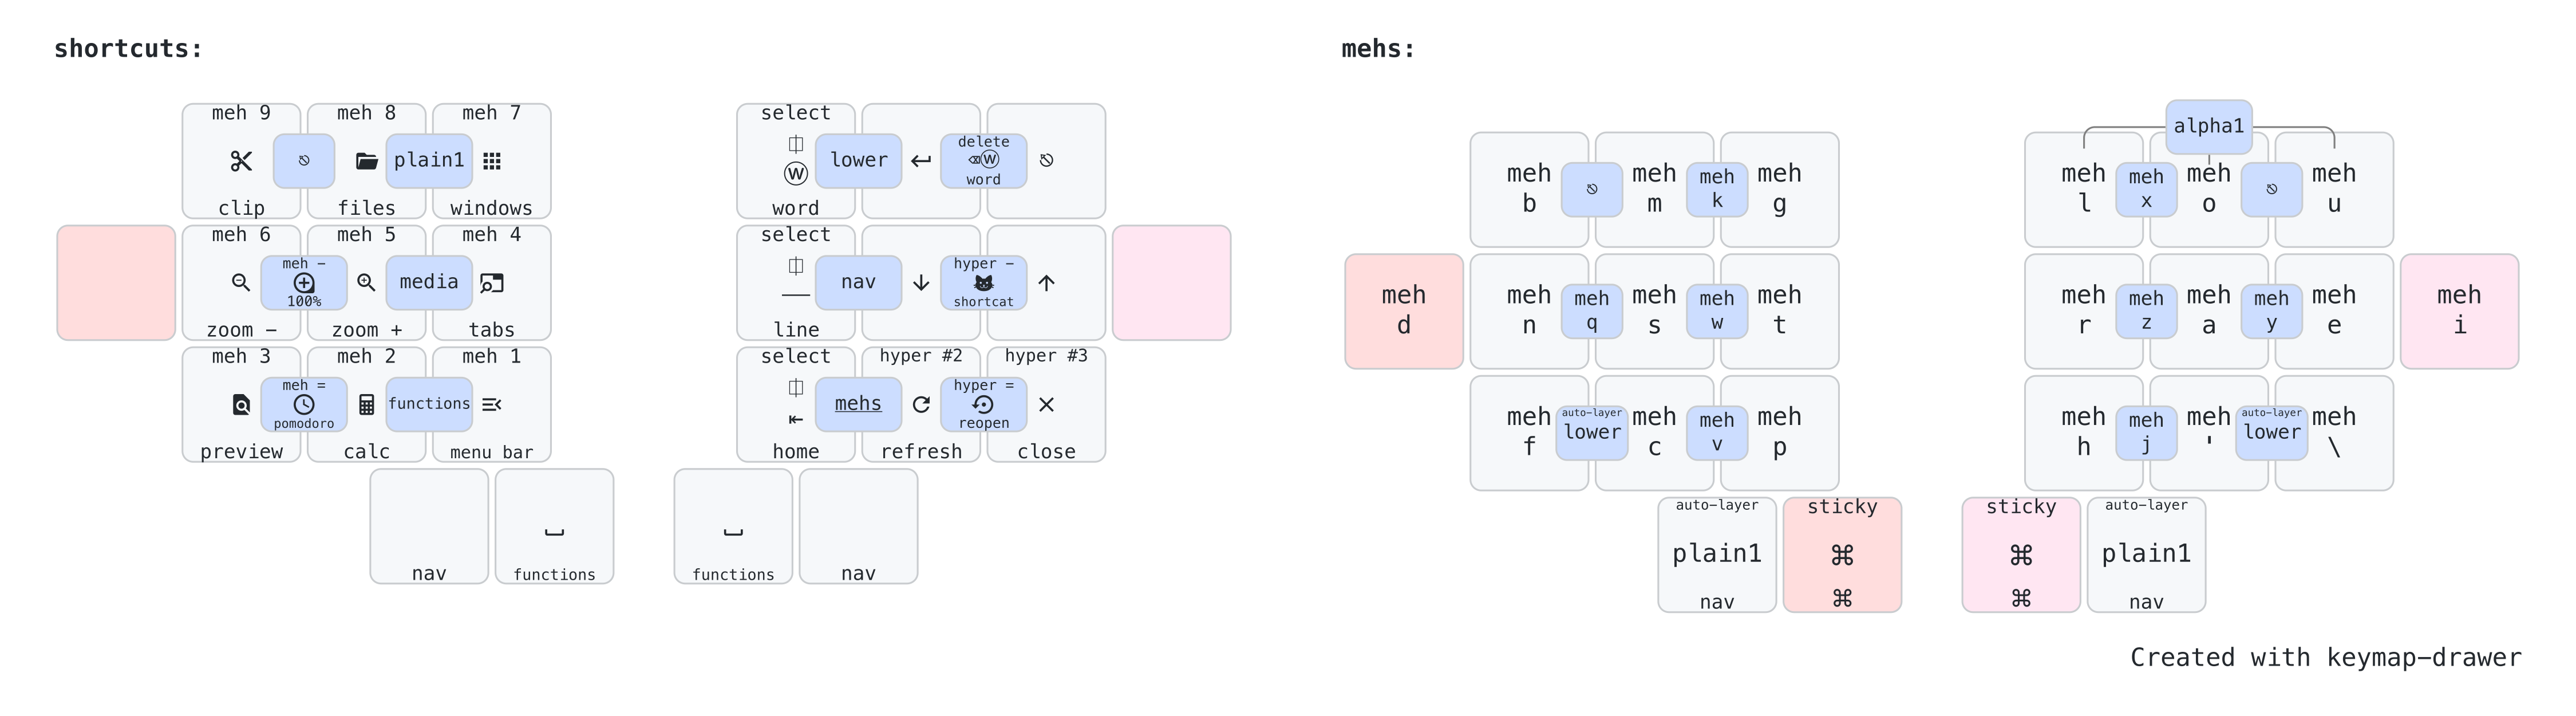 shortcuts:
mehs:
meh 9 meh 8 meh 7
plain1
clip files windows
select
lower
W
delete
W
word
word
meh 6 meh 5 meh 4
meh -
100%
media
zoom - zoom + tabs
select
nav
hyper -
shortcat
line
meh 3 meh 2 meh 1
meh =
pomodoro
functions
preview calc menu bar
select hyper #2 hyper #3
mehs
hyper =
reopen
home refresh close
nav functions functions nav
alpha1
meh b meh m meh k meh g
meh l meh x meh o meh u
meh d meh n meh q meh s meh w meh t
meh r meh z meh a meh y meh e meh i
meh f auto-layer lower meh c meh v meh p
meh h meh j meh ' auto-layer lower meh \
auto-layer sticky sticky auto-layer
plain1 ⌘ ⌘ plain1
nav ⌘ ⌘ nav
Created with keymap-drawer